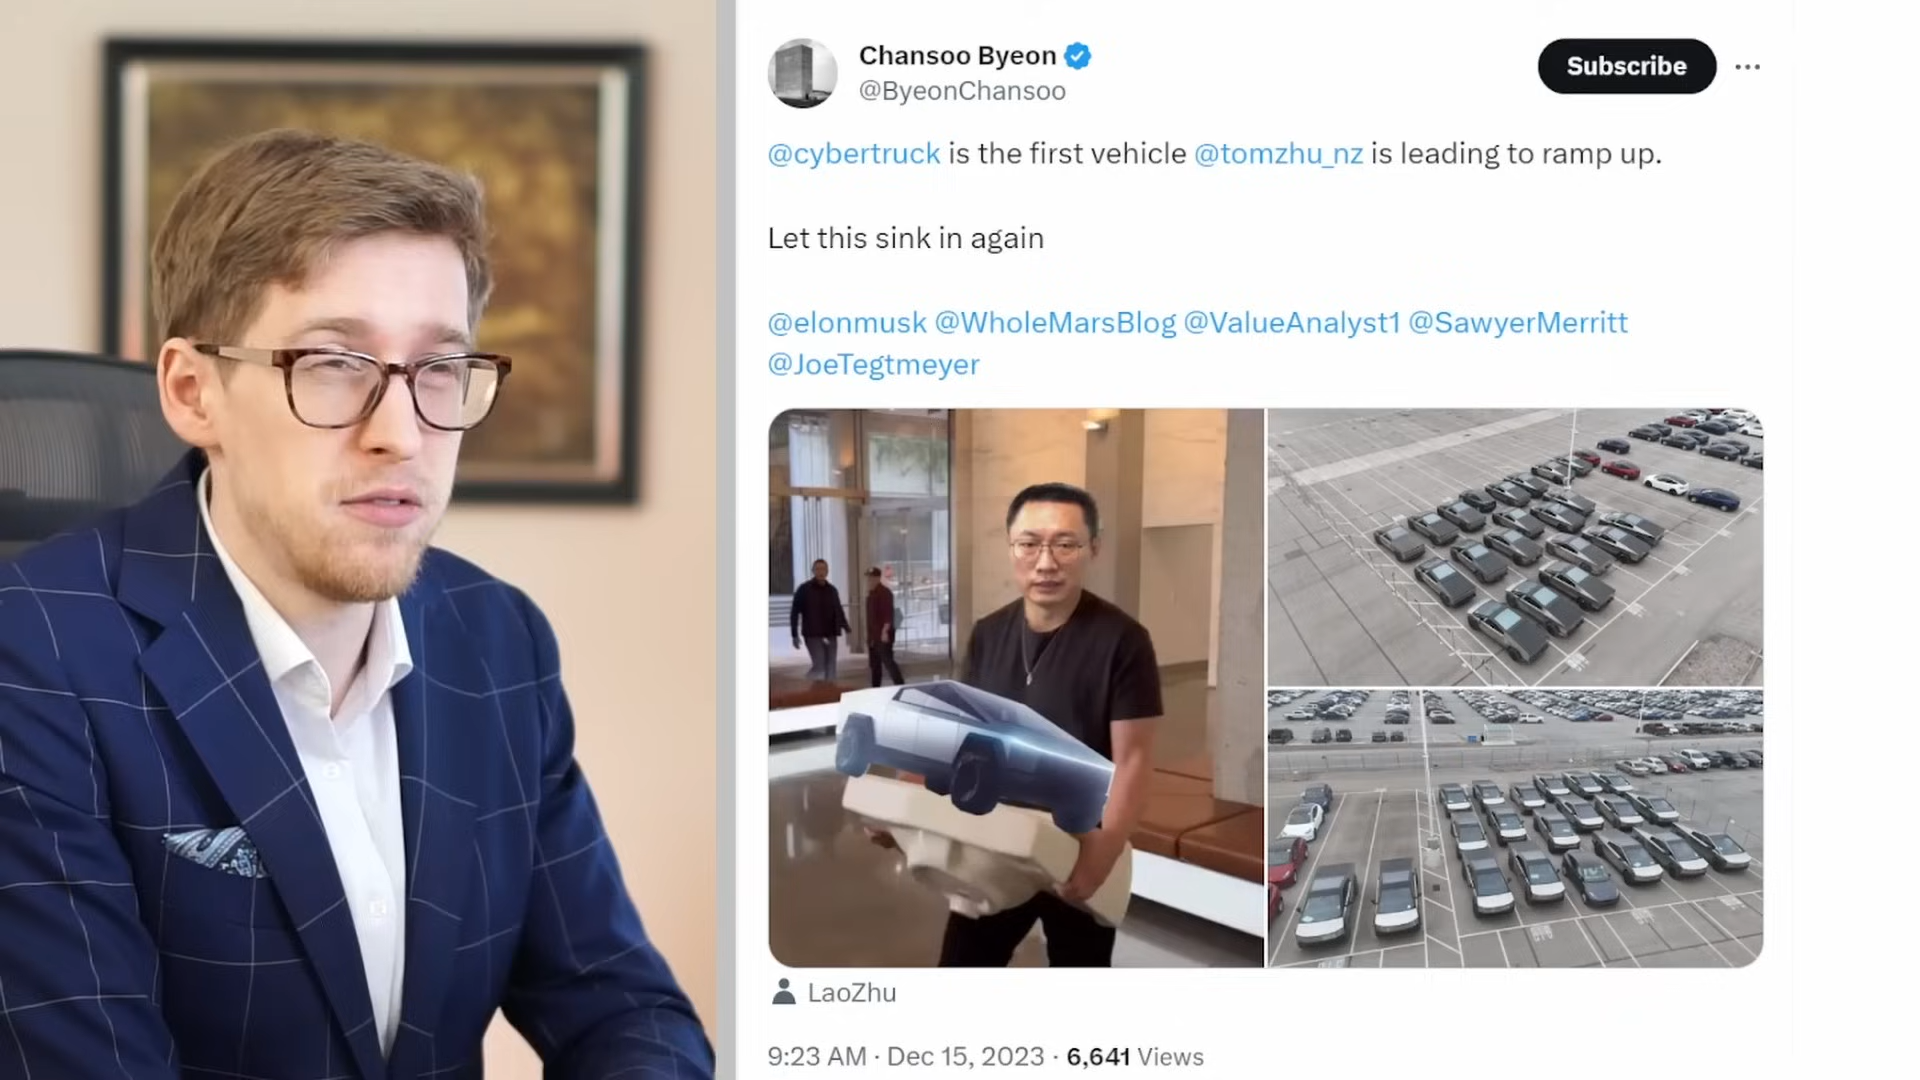 Chansoo Byeon
@ByeonChansoo
Subscribe
@cybertruck is the first vehicle @tomzhu_nz is leading to ramp up.
Let this sink in again
@elonmusk @WholeMarsBlog @ValueAnalyst1 @SawyerMerritt
@JoeTegtmeyer
LaoZhu
9:23 AM · Dec 15, 2023 · 6,641 Views